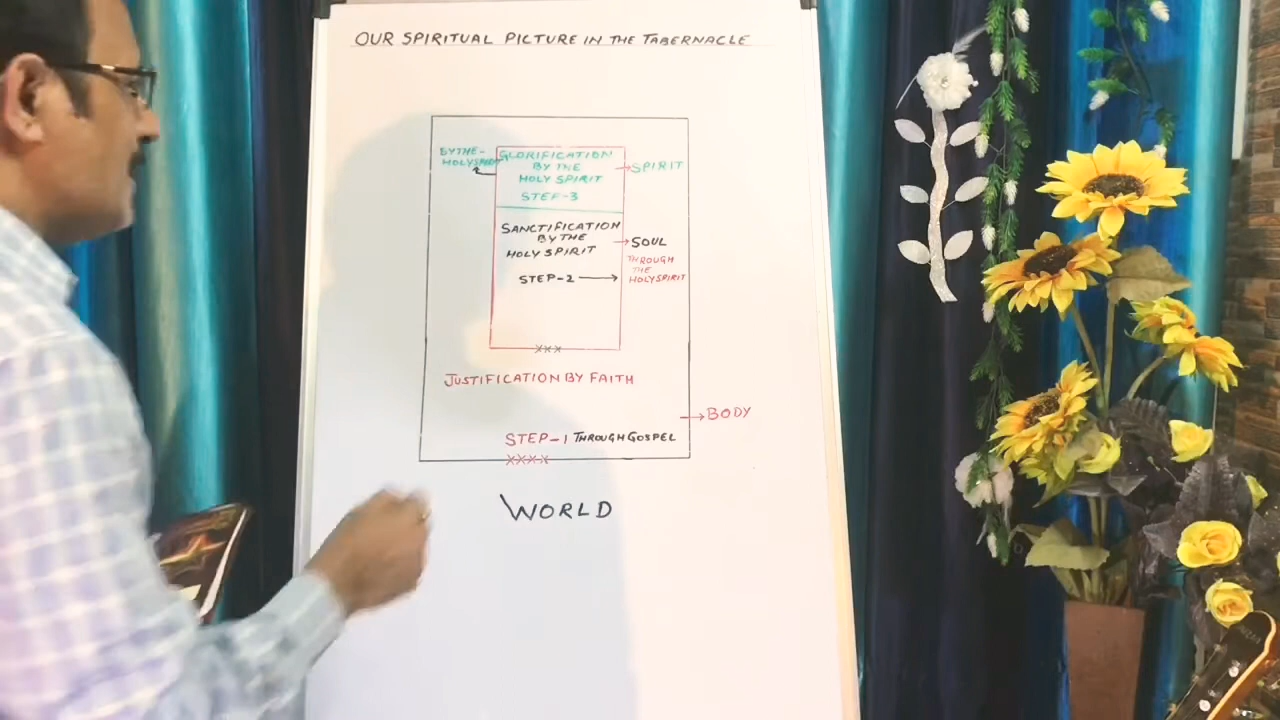 OUR SPIRITUAL PICTURE IN THE TABERNACLE
BY THE-
HOLY SPIRIT
GLORIFICATION
BY THE
HOLY SPIRIT
STEP-3
SPIRIT
SANCTIFICATION
BY THE
HOLY SPIRIT
SOUL
THROUGH
THE
HOLY SPIRIT
STEP-2
XXX
JUSTIFICATION BY FAITH
BODY
STEP-1 THROUGH GOSPEL
XXXX
WORLD